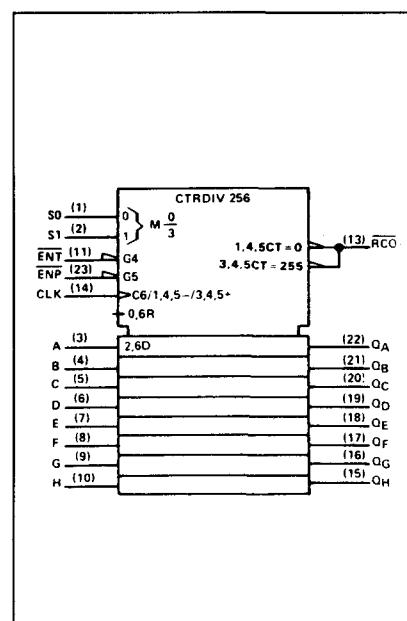 CTRDIV 256
S0 (1) 0
S1 (2) 1
M 0/3
1,4,5CT = 0
(13) RCO
3,4,5CT = 255
ENT (11) G4
ENP (23) G5
CLK (14) C6/1,4,5−/3,4,5+
0,6R
A (3) 2,6D (22) QA
B (4) (21) QB
C (5) (20) QC
D (6) (19) QD
E (7) (18) QE
F (8) (17) QF
G (9) (16) QG
H (10) (15) QH